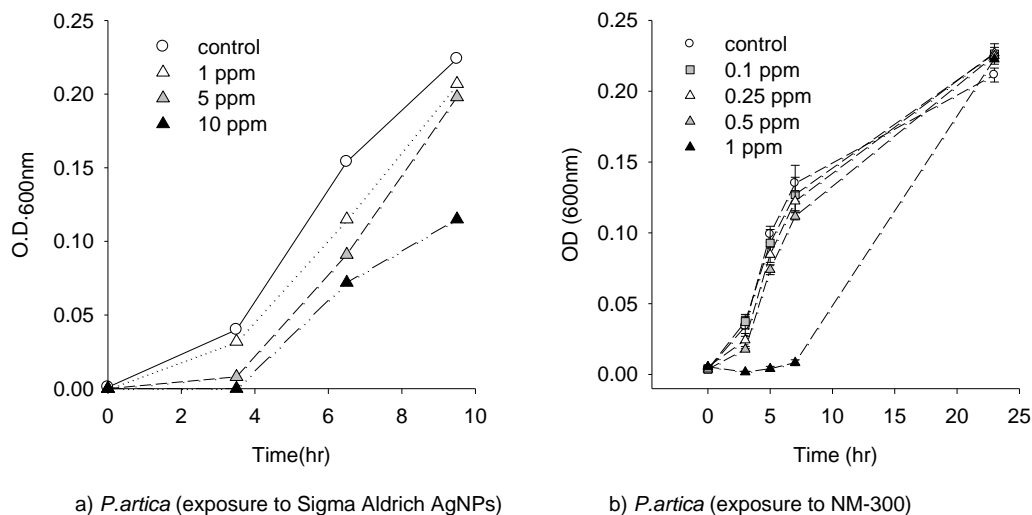 0.25
0.20
0.15
0.10
0.05
0.00
O.D.600nm
control
1 ppm
5 ppm
10 ppm
0 2 4 6 8 10
Time(hr)
a) P.artica (exposure to Sigma Aldrich AgNPs)
0.25
0.20
0.15
0.10
0.05
0.00
OD (600nm)
control
0.1 ppm
0.25 ppm
0.5 ppm
1 ppm
0 5 10 15 20 25
Time (hr)
b) P.artica (exposure to NM-300)